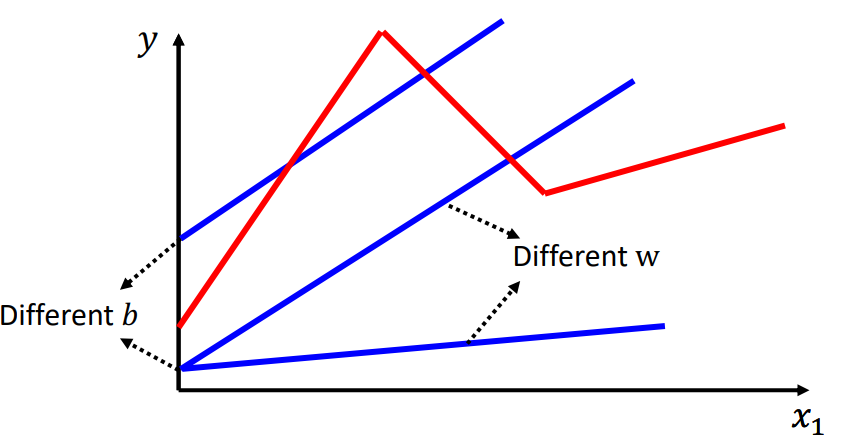 y
Different w
Different b
x₁